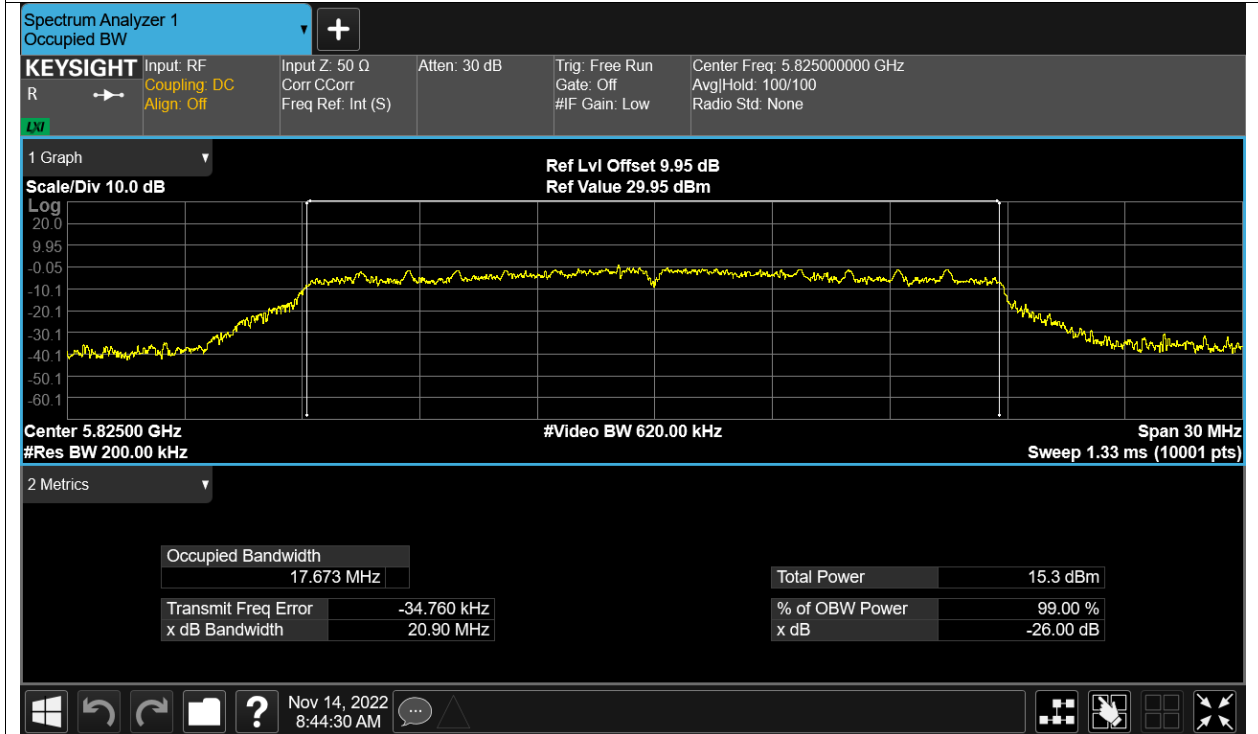 Spectrum Analyzer 1
Occupied BW
KEYSIGHT
R
LXI
Input: RF
Coupling: DC
Align: Off
Input Z: 50 Ω
Corr CCorr
Freq Ref: Int (S)
Atten: 30 dB
Trig: Free Run
Gate: Off
#IF Gain: Low
Center Freq: 5.825000000 GHz
Avg|Hold: 100/100
Radio Std: None
1 Graph
Scale/Div 10.0 dB
Ref Lvl Offset 9.95 dB
Ref Value 29.95 dBm
Log
20.0
9.95
-0.05
-10.1
-20.1
-30.1
-40.1
-50.1
-60.1
Center 5.82500 GHz
#Res BW 200.00 kHz
#Video BW 620.00 kHz
Span 30 MHz
Sweep 1.33 ms (10001 pts)
2 Metrics
Occupied Bandwidth
17.673 MHz
Transmit Freq Error -34.760 kHz
x dB Bandwidth 20.90 MHz
Total Power 15.3 dBm
% of OBW Power 99.00 %
x dB -26.00 dB
?
Nov 14, 2022
8:44:30 AM